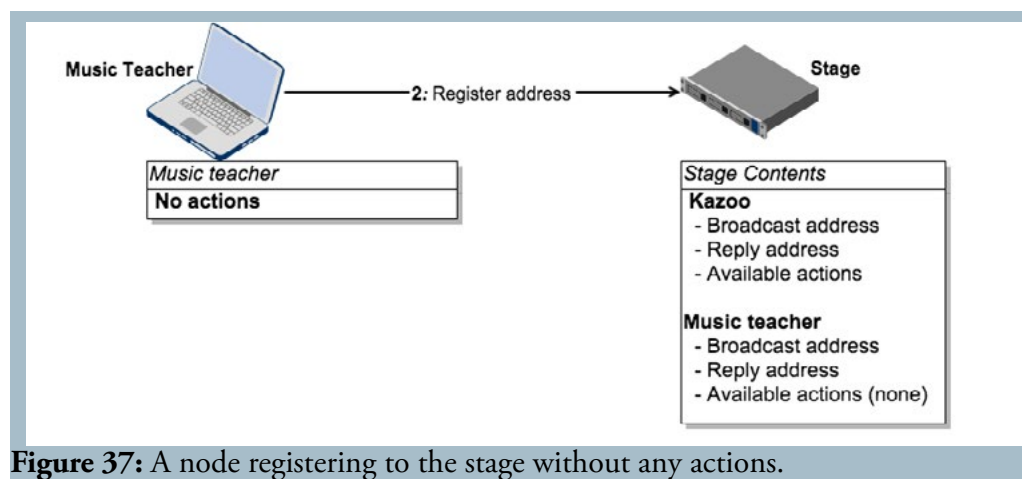 Music Teacher
2: Register address
Stage
Music teacher
No actions
Stage Contents
Kazoo
- Broadcast address
- Reply address
- Available actions
Music teacher
- Broadcast address
- Reply address
- Available actions (none)
Figure 37: A node registering to the stage without any actions.